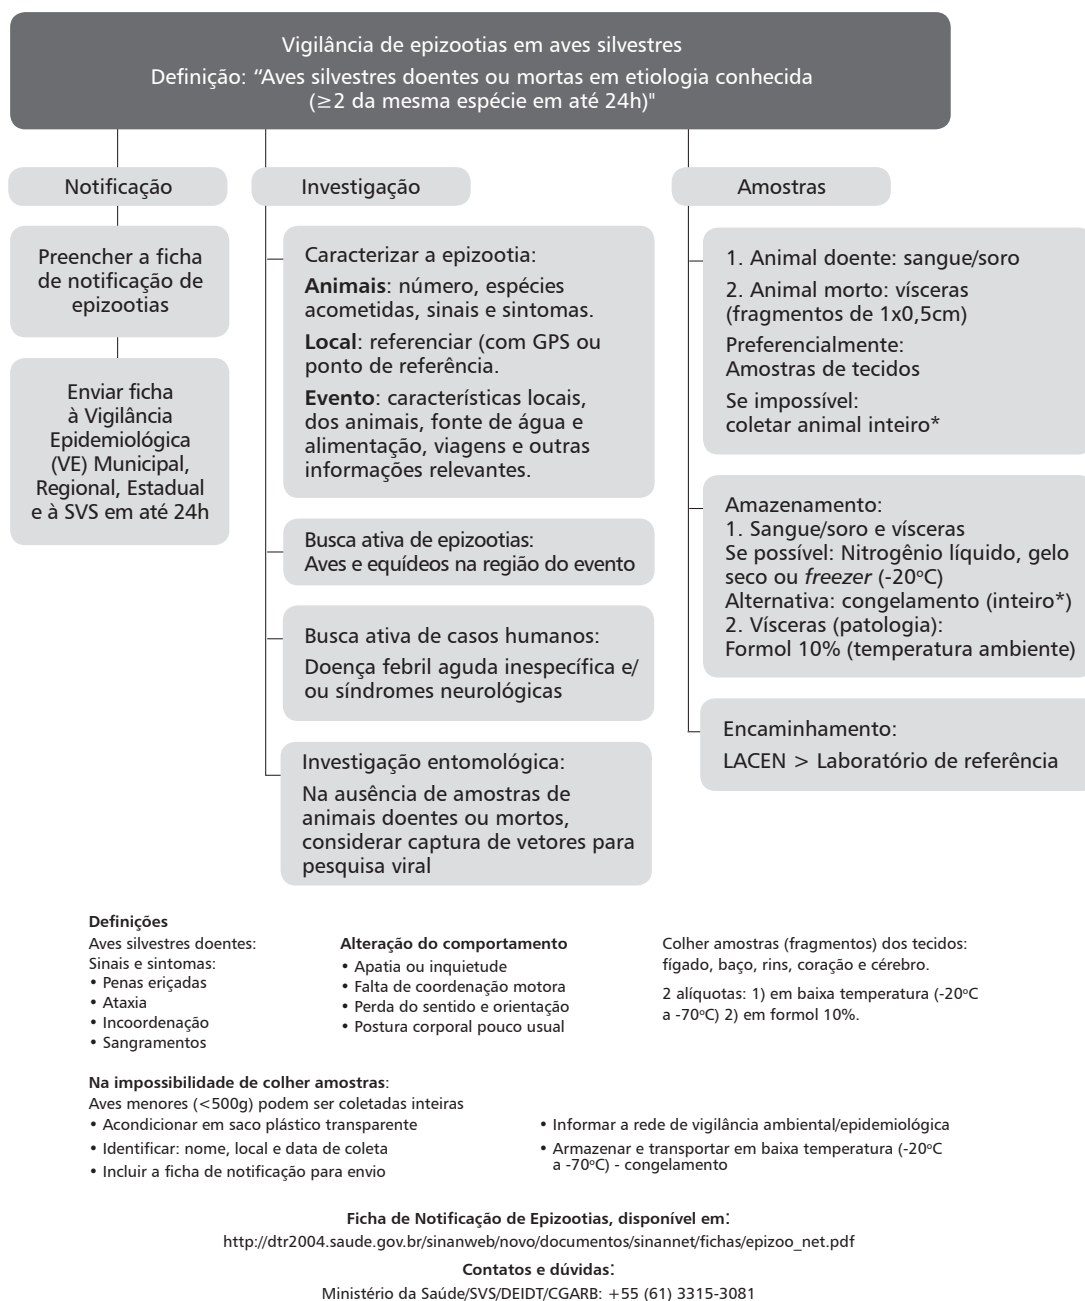 Vigilância de epizootias em aves silvestres
Definição: “Aves silvestres doentes ou mortas em etiologia conhecida
(≥2 da mesma espécie em até 24h)"
Notificação
Preencher a ficha
de notificação de
epizootias
Enviar ficha
à Vigilância
Epidemiológica
(VE) Municipal,
Regional, Estadual
e à SVS em até 24h
Investigação
Caracterizar a epizootia:
Animais: número, espécies
acometidas, sinais e sintomas.
Local: referenciar (com GPS ou
ponto de referência.
Evento: características locais,
dos animais, fonte de água e
alimentação, viagens e outras
informações relevantes.
Busca ativa de epizootias:
Aves e equídeos na região do evento
Busca ativa de casos humanos:
Doença febril aguda inespecífica e/
ou síndromes neurológicas
Investigação entomológica:
Na ausência de amostras de
animais doentes ou mortos,
considerar captura de vetores para
pesquisa viral
Amostras
1. Animal doente: sangue/soro
2. Animal morto: vísceras
(fragmentos de 1x0,5cm)
Preferencialmente:
Amostras de tecidos
Se impossível:
coletar animal inteiro*
Amazenamento:
1. Sangue/soro e vísceras
Se possível: Nitrogênio líquido, gelo
seco ou freezer (-20ºC)
Alternativa: congelamento (inteiro*)
2. Vísceras (patologia):
Formol 10% (temperatura ambiente)
Encaminhamento:
LACEN > Laboratório de referência
Definições
Aves silvestres doentes:
Sinais e sintomas:
• Penas eriçadas
• Ataxia
• Incoordenação
• Sangramentos
Alteração do comportamento
• Apatia ou inquietude
• Falta de coordenação motora
• Perda do sentido e orientação
• Postura corporal pouco usual
Colher amostras (fragmentos) dos tecidos:
fígado, baço, rins, coração e cérebro.
2 alíquotas: 1) em baixa temperatura (-20ºC
a -70ºC) 2) em formol 10%.
Na impossibilidade de colher amostras:
Aves menores (<500g) podem ser coletadas inteiras
• Acondicionar em saco plástico transparente
• Identificar: nome, local e data de coleta
• Incluir a ficha de notificação para envio
• Informar a rede de vigilância ambiental/epidemiológica
• Armazenar e transportar em baixa temperatura (-20ºC
a -70ºC) - congelamento
Ficha de Notificação de Epizootias, disponível em:
http://dtr2004.saude.gov.br/sinanweb/novo/documentos/sinannet/fichas/epizoo_net.pdf
Contatos e dúvidas:
Ministério da Saúde/SVS/DEIDT/CGARB: +55 (61) 3315-3081